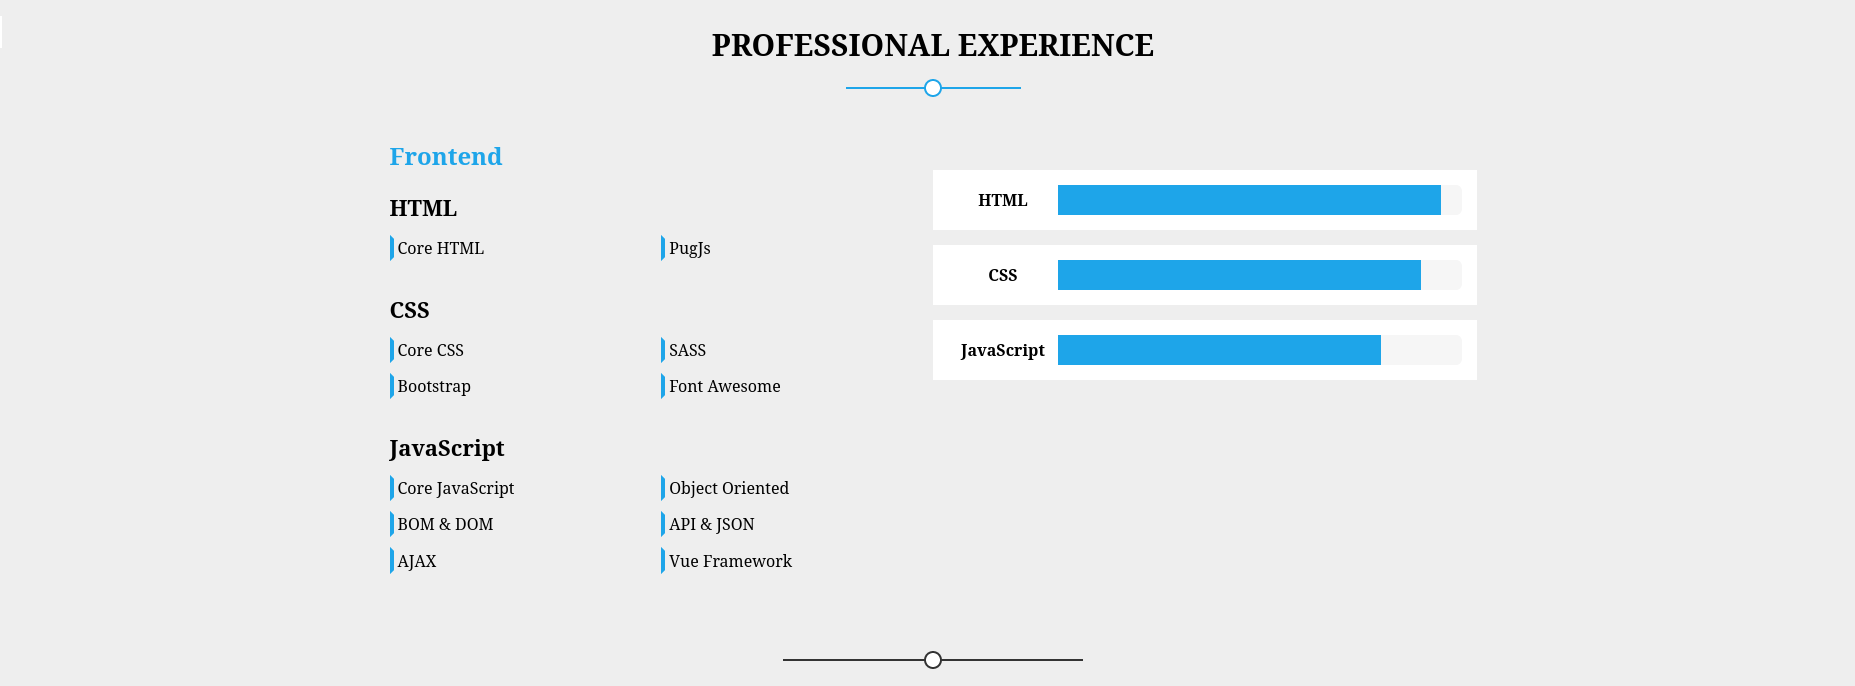 PROFESSIONAL EXPERIENCE
Frontend
HTML
Core HTML
PugJs
CSS
Core CSS
SASS
Bootstrap
Font Awesome
JavaScript
Core JavaScript
Object Oriented
BOM & DOM
API & JSON
AJAX
Vue Framework
HTML
CSS
JavaScript